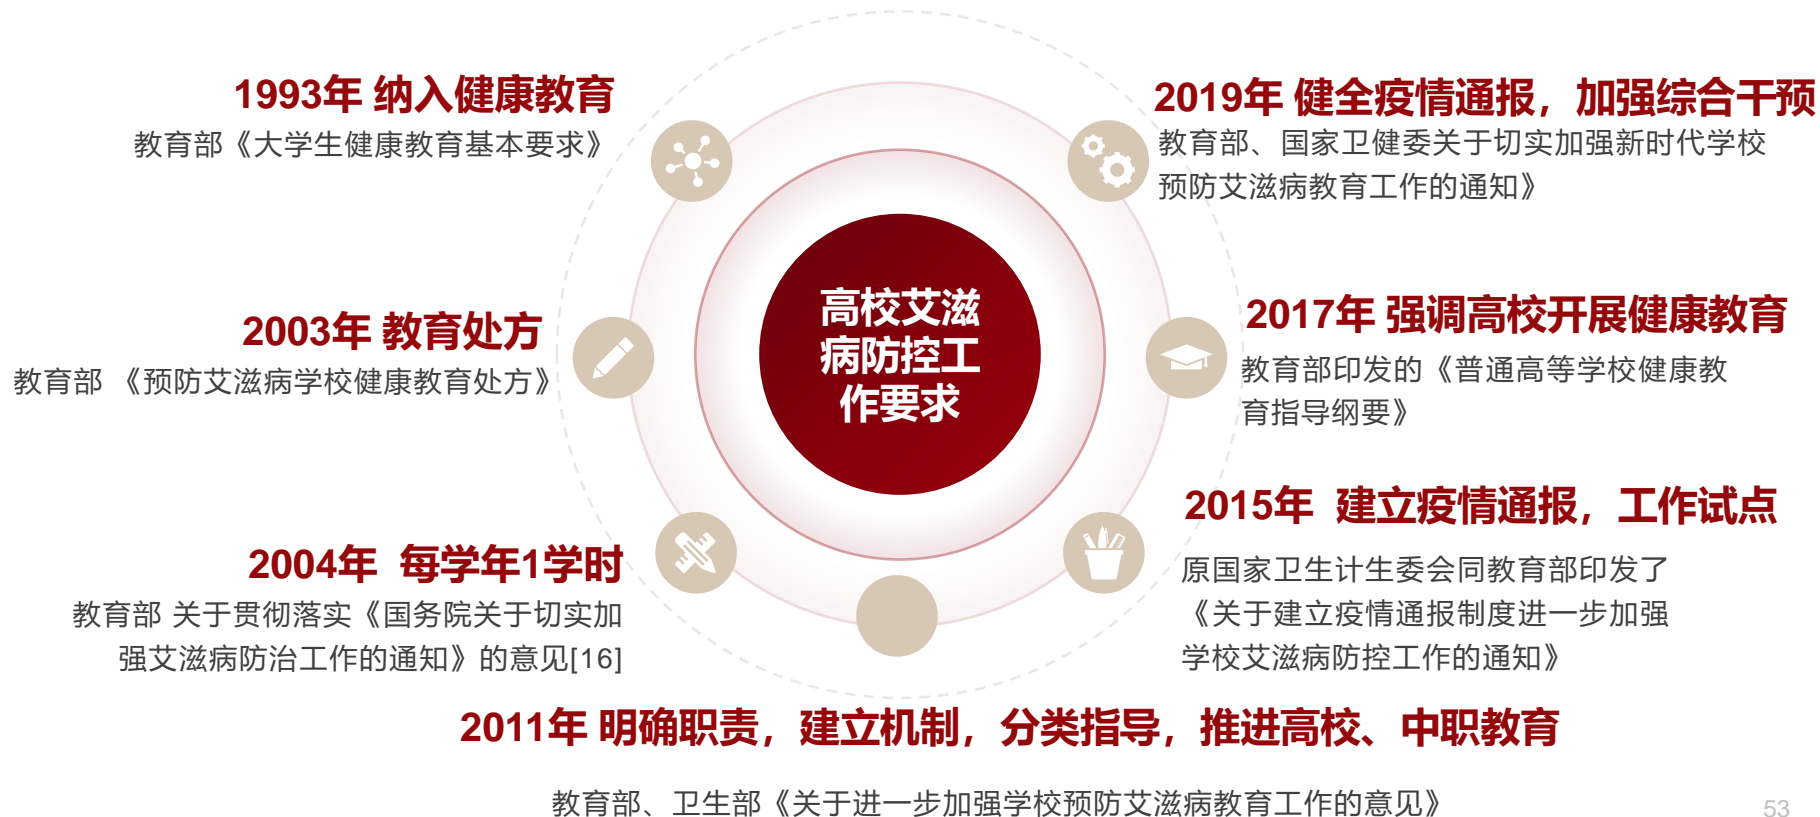 1993年 纳入健康教育
教育部《大学生健康教育基本要求》
2003年 教育处方
教育部 《预防艾滋病学校健康教育处方》
2004年 每学年1学时
教育部 关于贯彻落实《国务院关于切实加
强艾滋病防治工作的通知》的意见[16]
2011年 明确职责，建立机制，分类指导，推进高校、中职教育
教育部、卫生部《关于进一步加强学校预防艾滋病教育工作的意见》
2015年 建立疫情通报，工作试点
原国家卫生计生委会同教育部印发了
《关于建立疫情通报制度进一步加强
学校艾滋病防控工作的通知》
2017年 强调高校开展健康教育
教育部印发的《普通高等学校健康教
育指导纲要》
2019年 健全疫情通报，加强综合干预
教育部、国家卫健委关于切实加强新时代学校
预防艾滋病教育工作的通知》
高校艾滋
病防控工
作要求
53